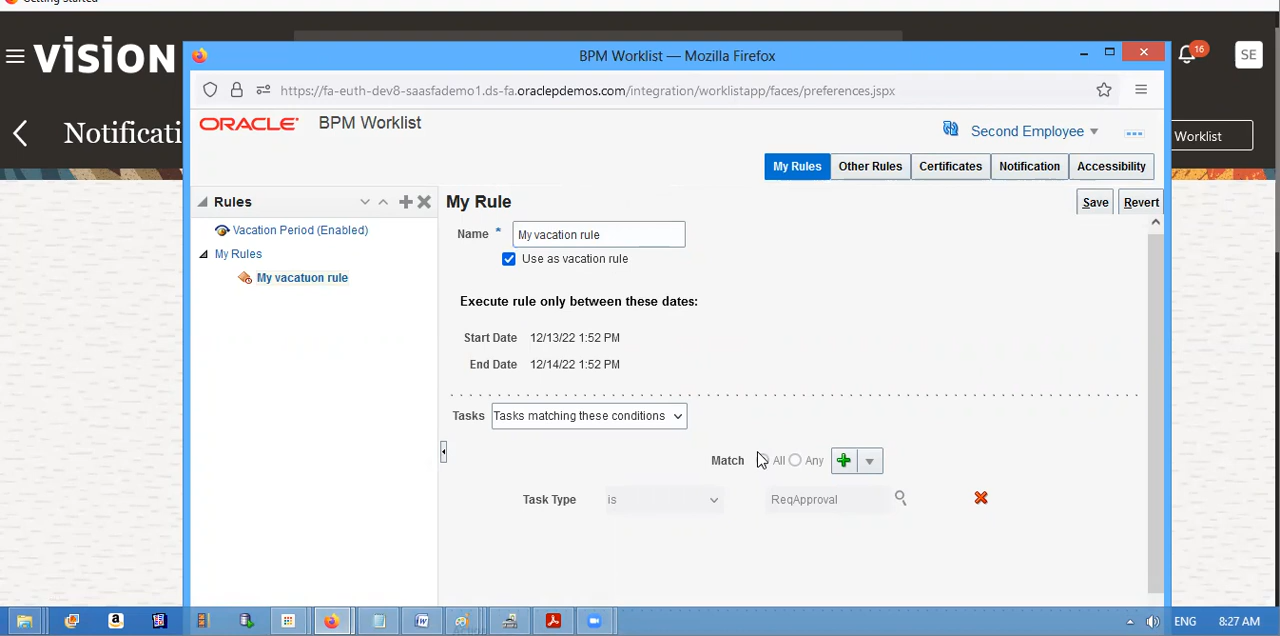 Getting started
vision
16
SE
Notificati
Worklist
BPM Worklist — Mozilla Firefox
https://fa-euth-dev8-saasfademo1.ds-fa.oraclepdemos.com/integration/worklistapp/faces/preferences.jspx
ORACLE BPM Worklist
Second Employee
My Rules Other Rules Certificates Notification Accessibility
Rules
My Rule
Save Revert
Vacation Period (Enabled)
My Rules
My vacatuon rule
Name * My vacation rule
Use as vacation rule
Execute rule only between these dates:
Start Date 12/13/22 1:52 PM
End Date 12/14/22 1:52 PM
Tasks Tasks matching these conditions
Match All Any
Task Type is ReqApproval
ENG 8:27 AM